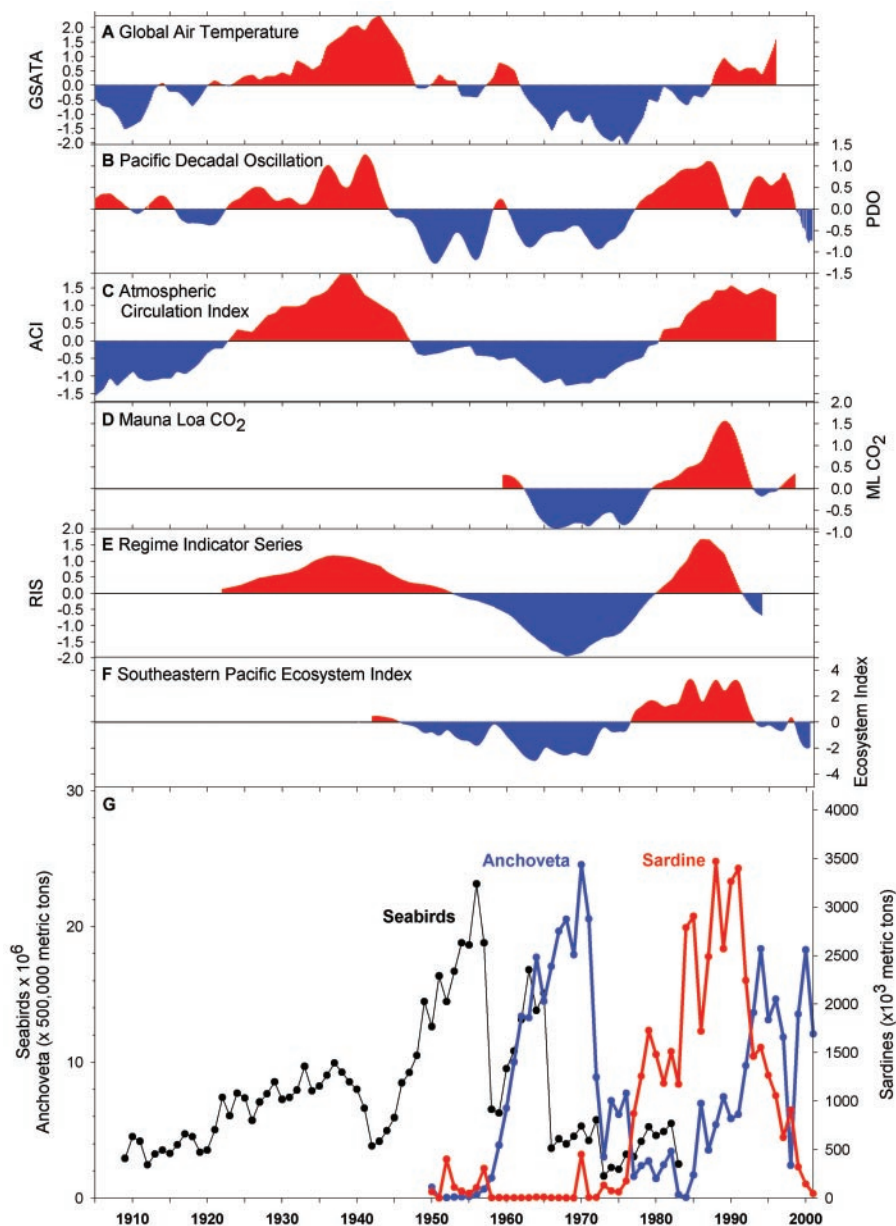 A Global Air Temperature
GSATA
2.0
1.5
1.0
0.5
0.0
-0.5
-1.0
-1.5
-2.0
B Pacific Decadal Oscillation
PDO
1.5
1.0
0.5
0.0
-0.5
-1.0
-1.5
C Atmospheric
Circulation Index
ACI
1.5
1.0
0.5
0.0
-0.5
-1.0
-1.5
D Mauna Loa CO2
ML CO2
2.0
1.5
1.0
0.5
0.0
-0.5
-1.0
E Regime Indicator Series
RIS
2.0
1.5
1.0
0.5
0.0
-0.5
-1.0
-1.5
-2.0
F Southeastern Pacific Ecosystem Index
Ecosystem Index
4
2
0
-2
-4
G
Seabirds x 10^6
Anchoveta (x 500,000 metric tons)
30
20
10
0
Seabirds
Anchoveta
Sardine
Sardines (x10^3 metric tons)
4000
3500
3000
2500
2000
1500
1000
500
0
1910 1920 1930 1940 1950 1960 1970 1980 1990 2000